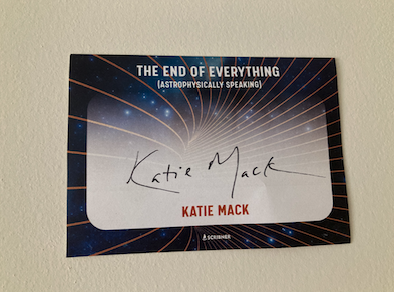 THE END OF EVERYTHING
(ASTROPHYSICALLY SPEAKING)
Katie Mack
KATIE MACK
SCRIBNER